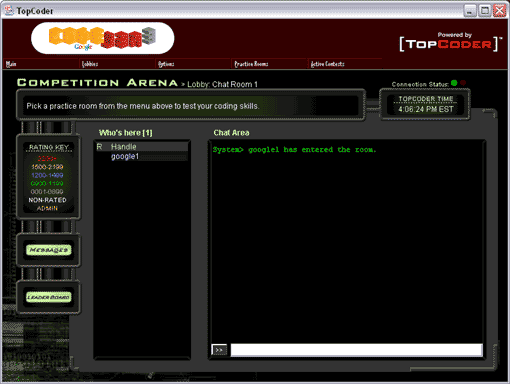 TopCoder
Google
Powered by
[TOPCODER]™
Main
Lobbies
Options
Practice Rooms
Active Contests
COMPETITION ARENA > Lobby: Chat Room 1
Connection Status:
Pick a practice room from the menu above to test your coding skills.
TOPCODER TIME
4:06:24 PM EST
RATING KEY
1500-2199
1200-1499
0900-1199
0001-0899
NON-RATED
ADMIN
MESSAGES
LEADER BOARD
Who's here [1]
R Handle
google1
Chat Area
System> google1 has entered the room.
>>